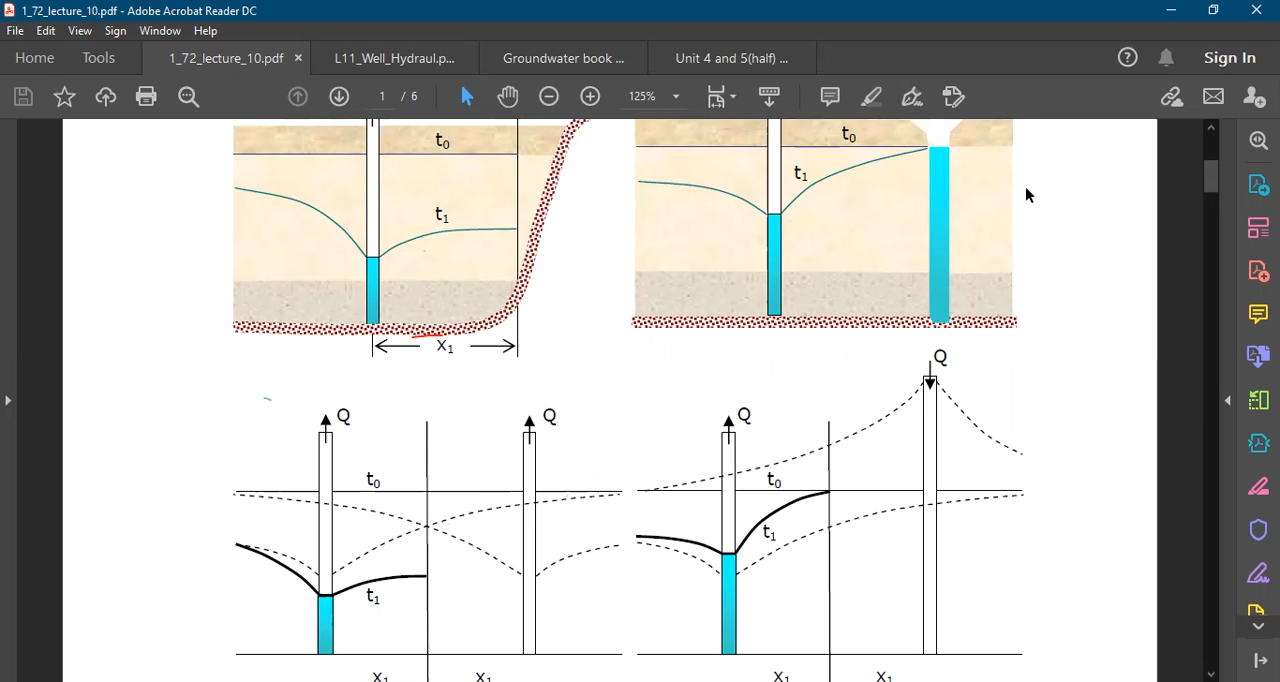 1_72_lecture_10.pdf - Adobe Acrobat Reader DC
File Edit View Sign Window Help
Home Tools 1_72_lecture_10.pdf × L11_Well_Hydraul.p... Groundwater book ... Unit 4 and 5(half) ... Sign In
1 / 6 125%
t₀
t₁
x₁
t₀
t₁
Q
Q
t₀
t₁
x₁
x₁
Q
Q
t₀
t₁
x₁
x₁